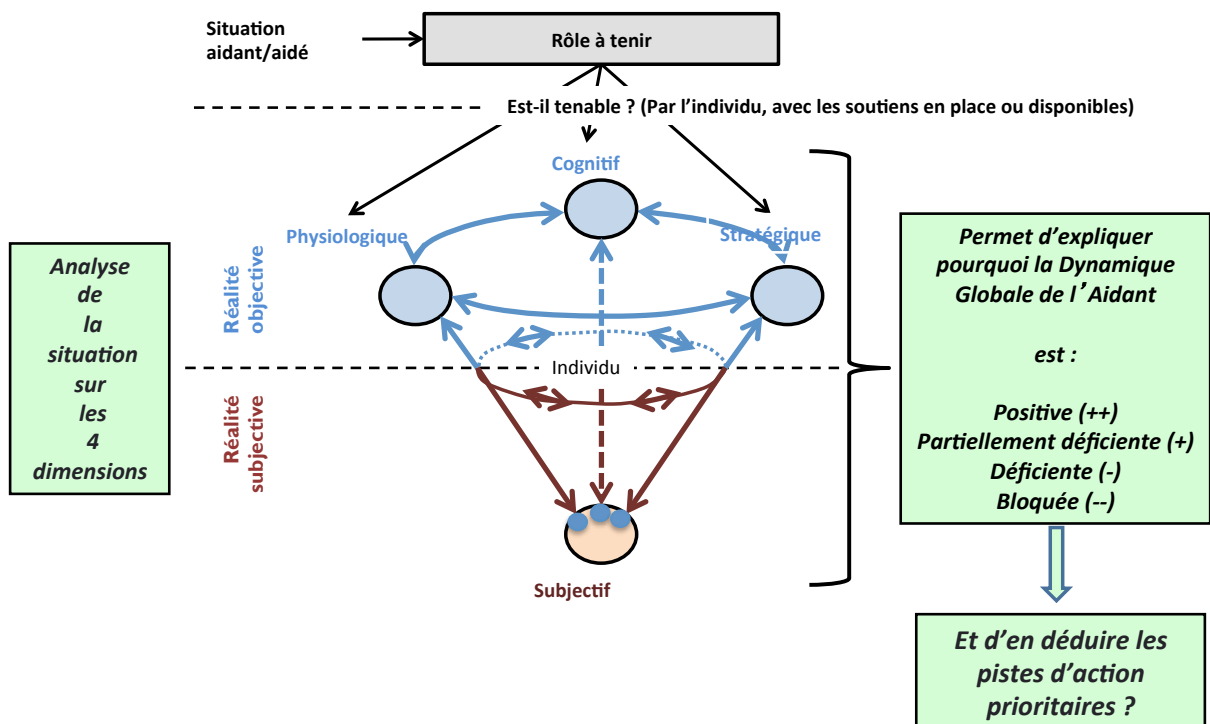 Situation
aidant/aidé
Rôle à tenir
Est-il tenable ? (Par l’individu, avec les soutiens en place ou disponibles)
Cognitif
Physiologique
Stratégique
Analyse
de
la
situation
sur
les
4
dimensions
Réalité
objective
Individu
Réalité
subjective
Subjectif
Permet d’expliquer
pourquoi la Dynamique
Globale de l’Aidant
est :
Positive (++)
Partiellement déficiente (+)
Déficiente (-)
Bloquée (--)
Et d’en déduire les
pistes d’action
prioritaires ?